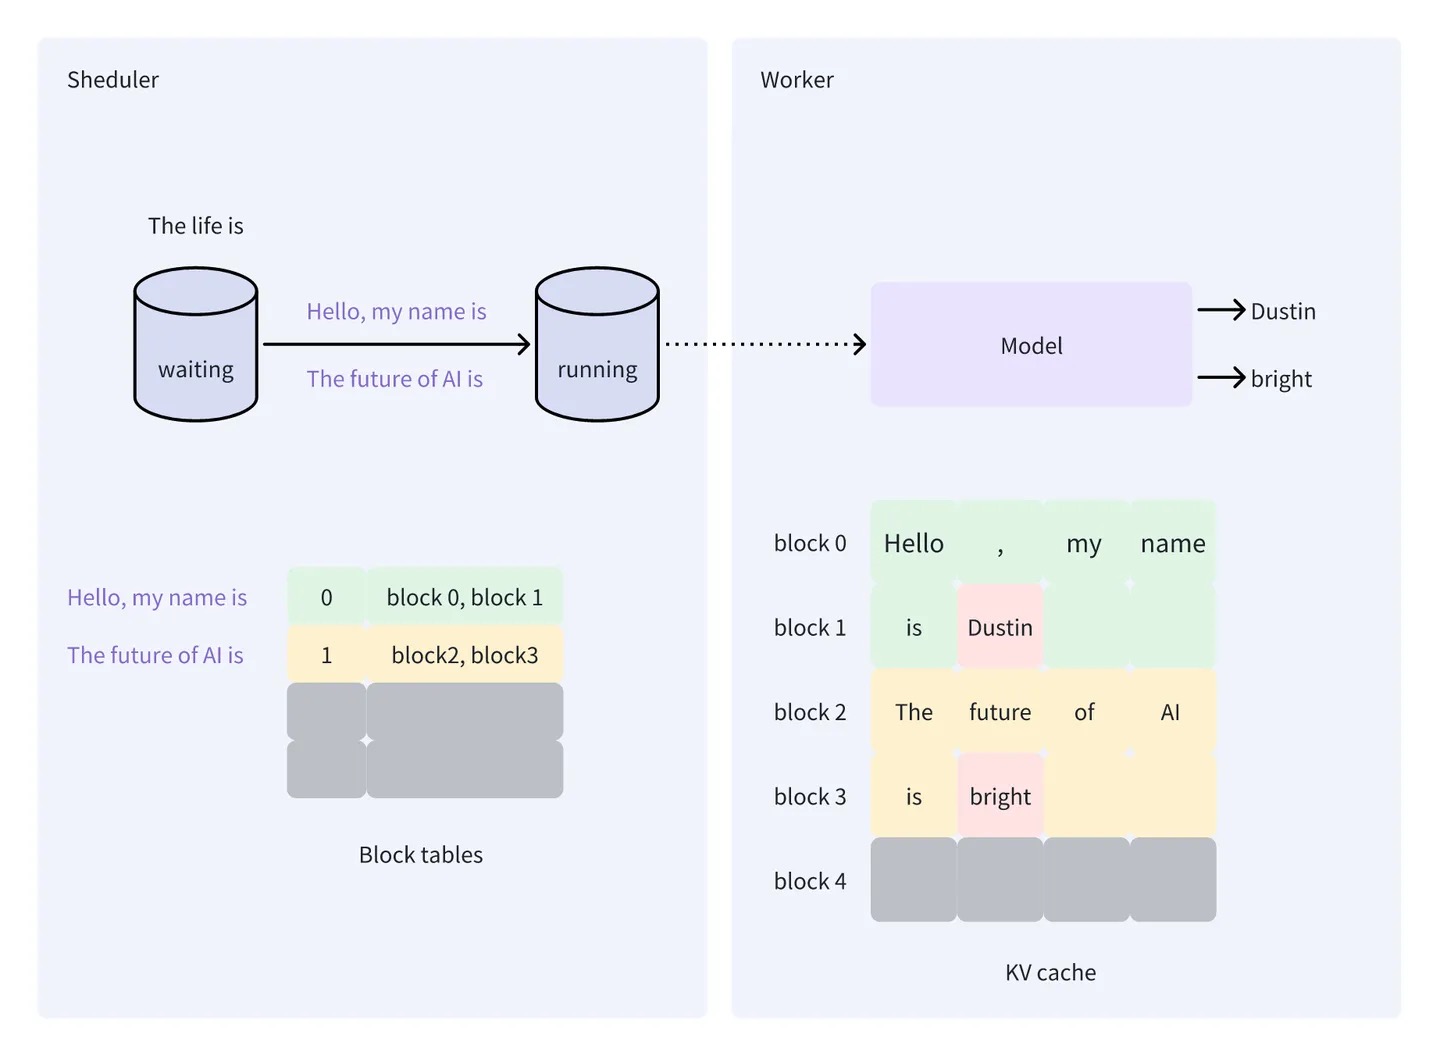 Sheduler
The life is
waiting
Hello, my name is
The future of AI is
running
Hello, my name is
0
block 0, block 1
The future of AI is
1
block2, block3
Block tables
Worker
Model
Dustin
bright
block 0
Hello
,
my
name
block 1
is
Dustin
block 2
The
future
of
AI
block 3
is
bright
block 4
KV cache